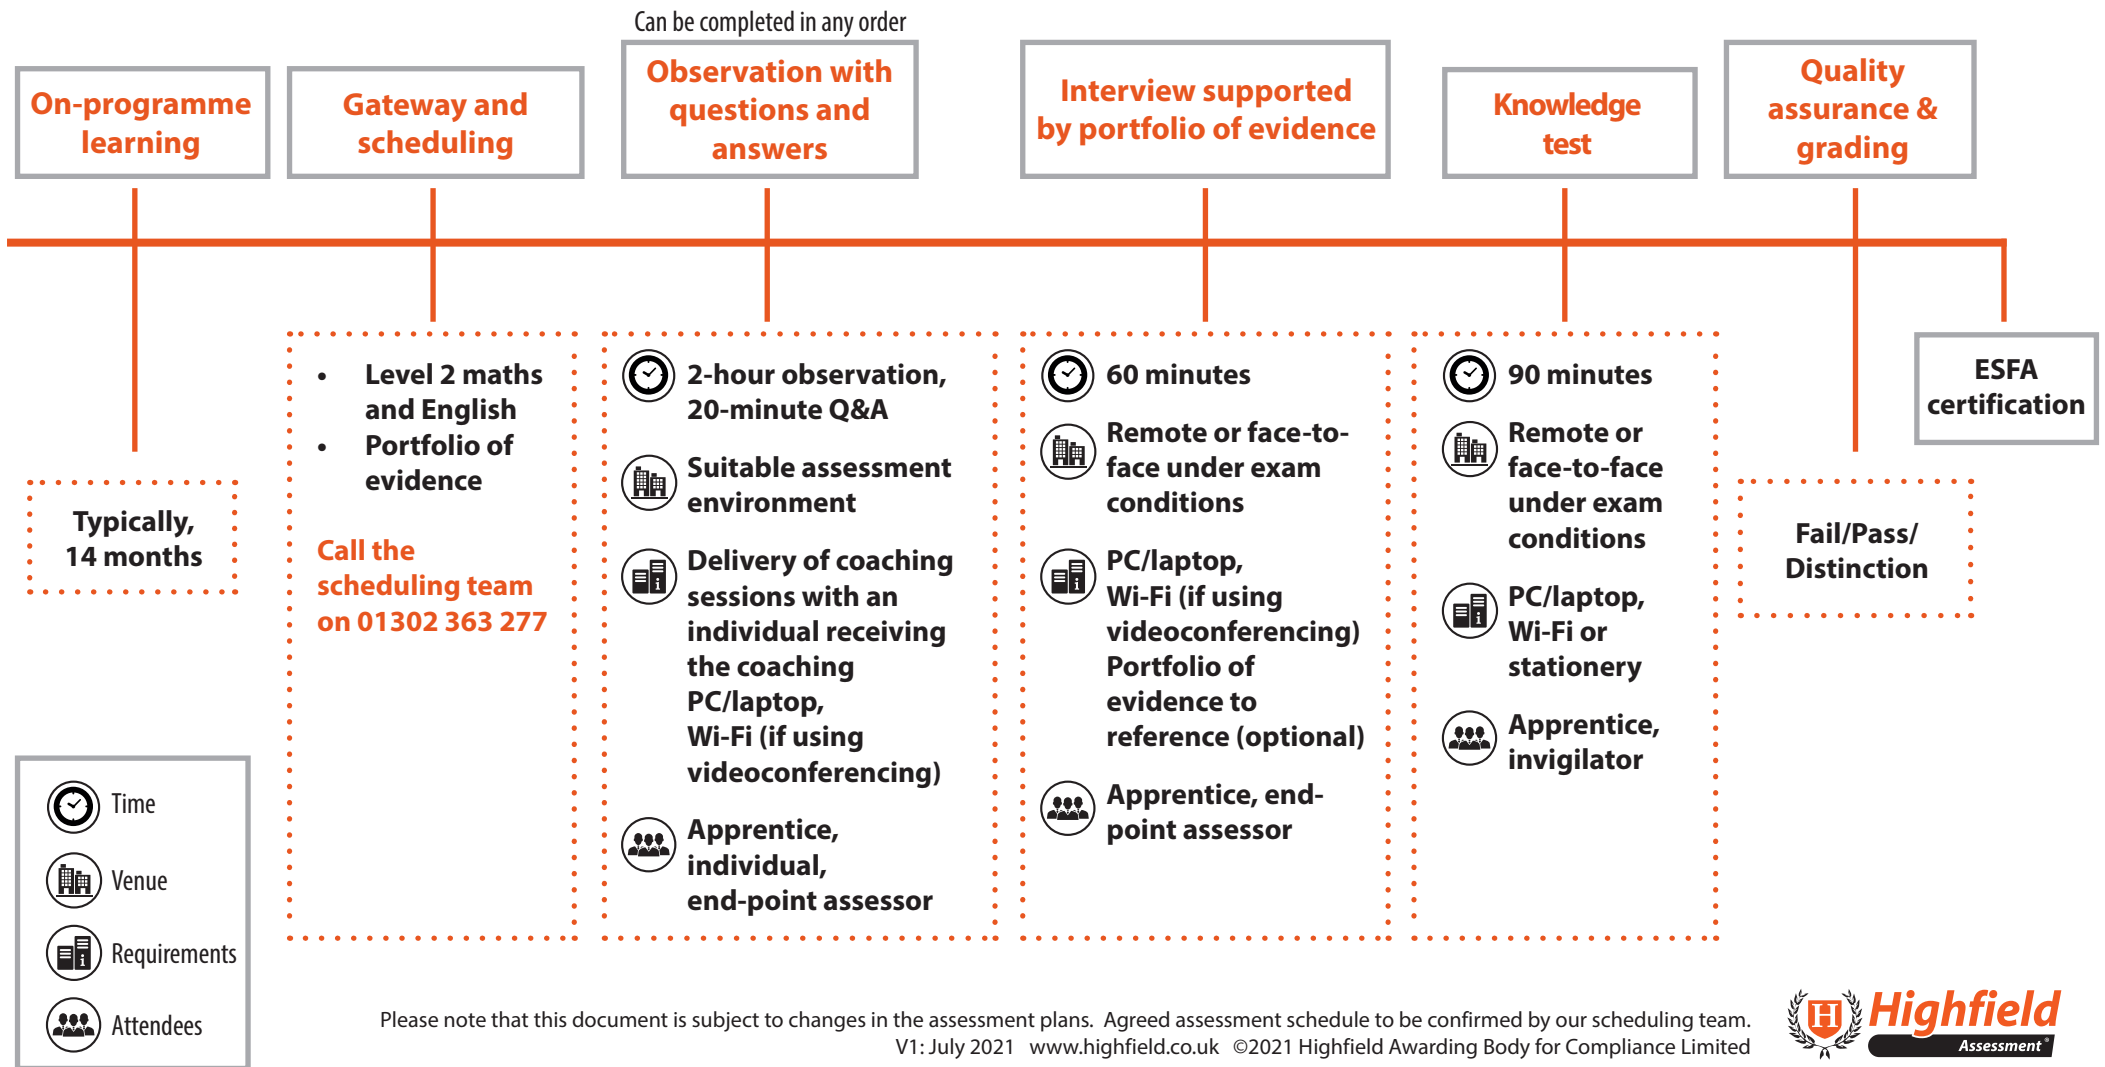 Can be completed in any order
On-programme
learning
Gateway and
scheduling
Observation with
questions and
answers
Interview supported
by portfolio of evidence
Knowledge
test
Quality
assurance &
grading
Typically,
14 months
• Level 2 maths
and English
• Portfolio of
evidence
Call the
scheduling team
on 01302 363 277
2-hour observation,
20-minute Q&A
Suitable assessment
environment
Delivery of coaching
sessions with an
individual receiving
the coaching
PC/laptop,
Wi-Fi (if using
videoconferencing)
Apprentice,
individual,
end-point assessor
60 minutes
Remote or face-to-
face under exam
conditions
PC/laptop,
Wi-Fi (if using
videoconferencing)
Portfolio of
evidence to
reference (optional)
Apprentice, end-
point assessor
90 minutes
Remote or
face-to-face
under exam
conditions
PC/laptop,
Wi-Fi or
stationery
Apprentice,
invigilator
Fail/Pass/
Distinction
ESFA
certification
Time
Venue
Requirements
Attendees
Please note that this document is subject to changes in the assessment plans.  Agreed assessment schedule to be confirmed by our scheduling team.
V1: July 2021   www.highfield.co.uk   ©2021 Highfield Awarding Body for Compliance Limited
H
Highfield
Assessment®